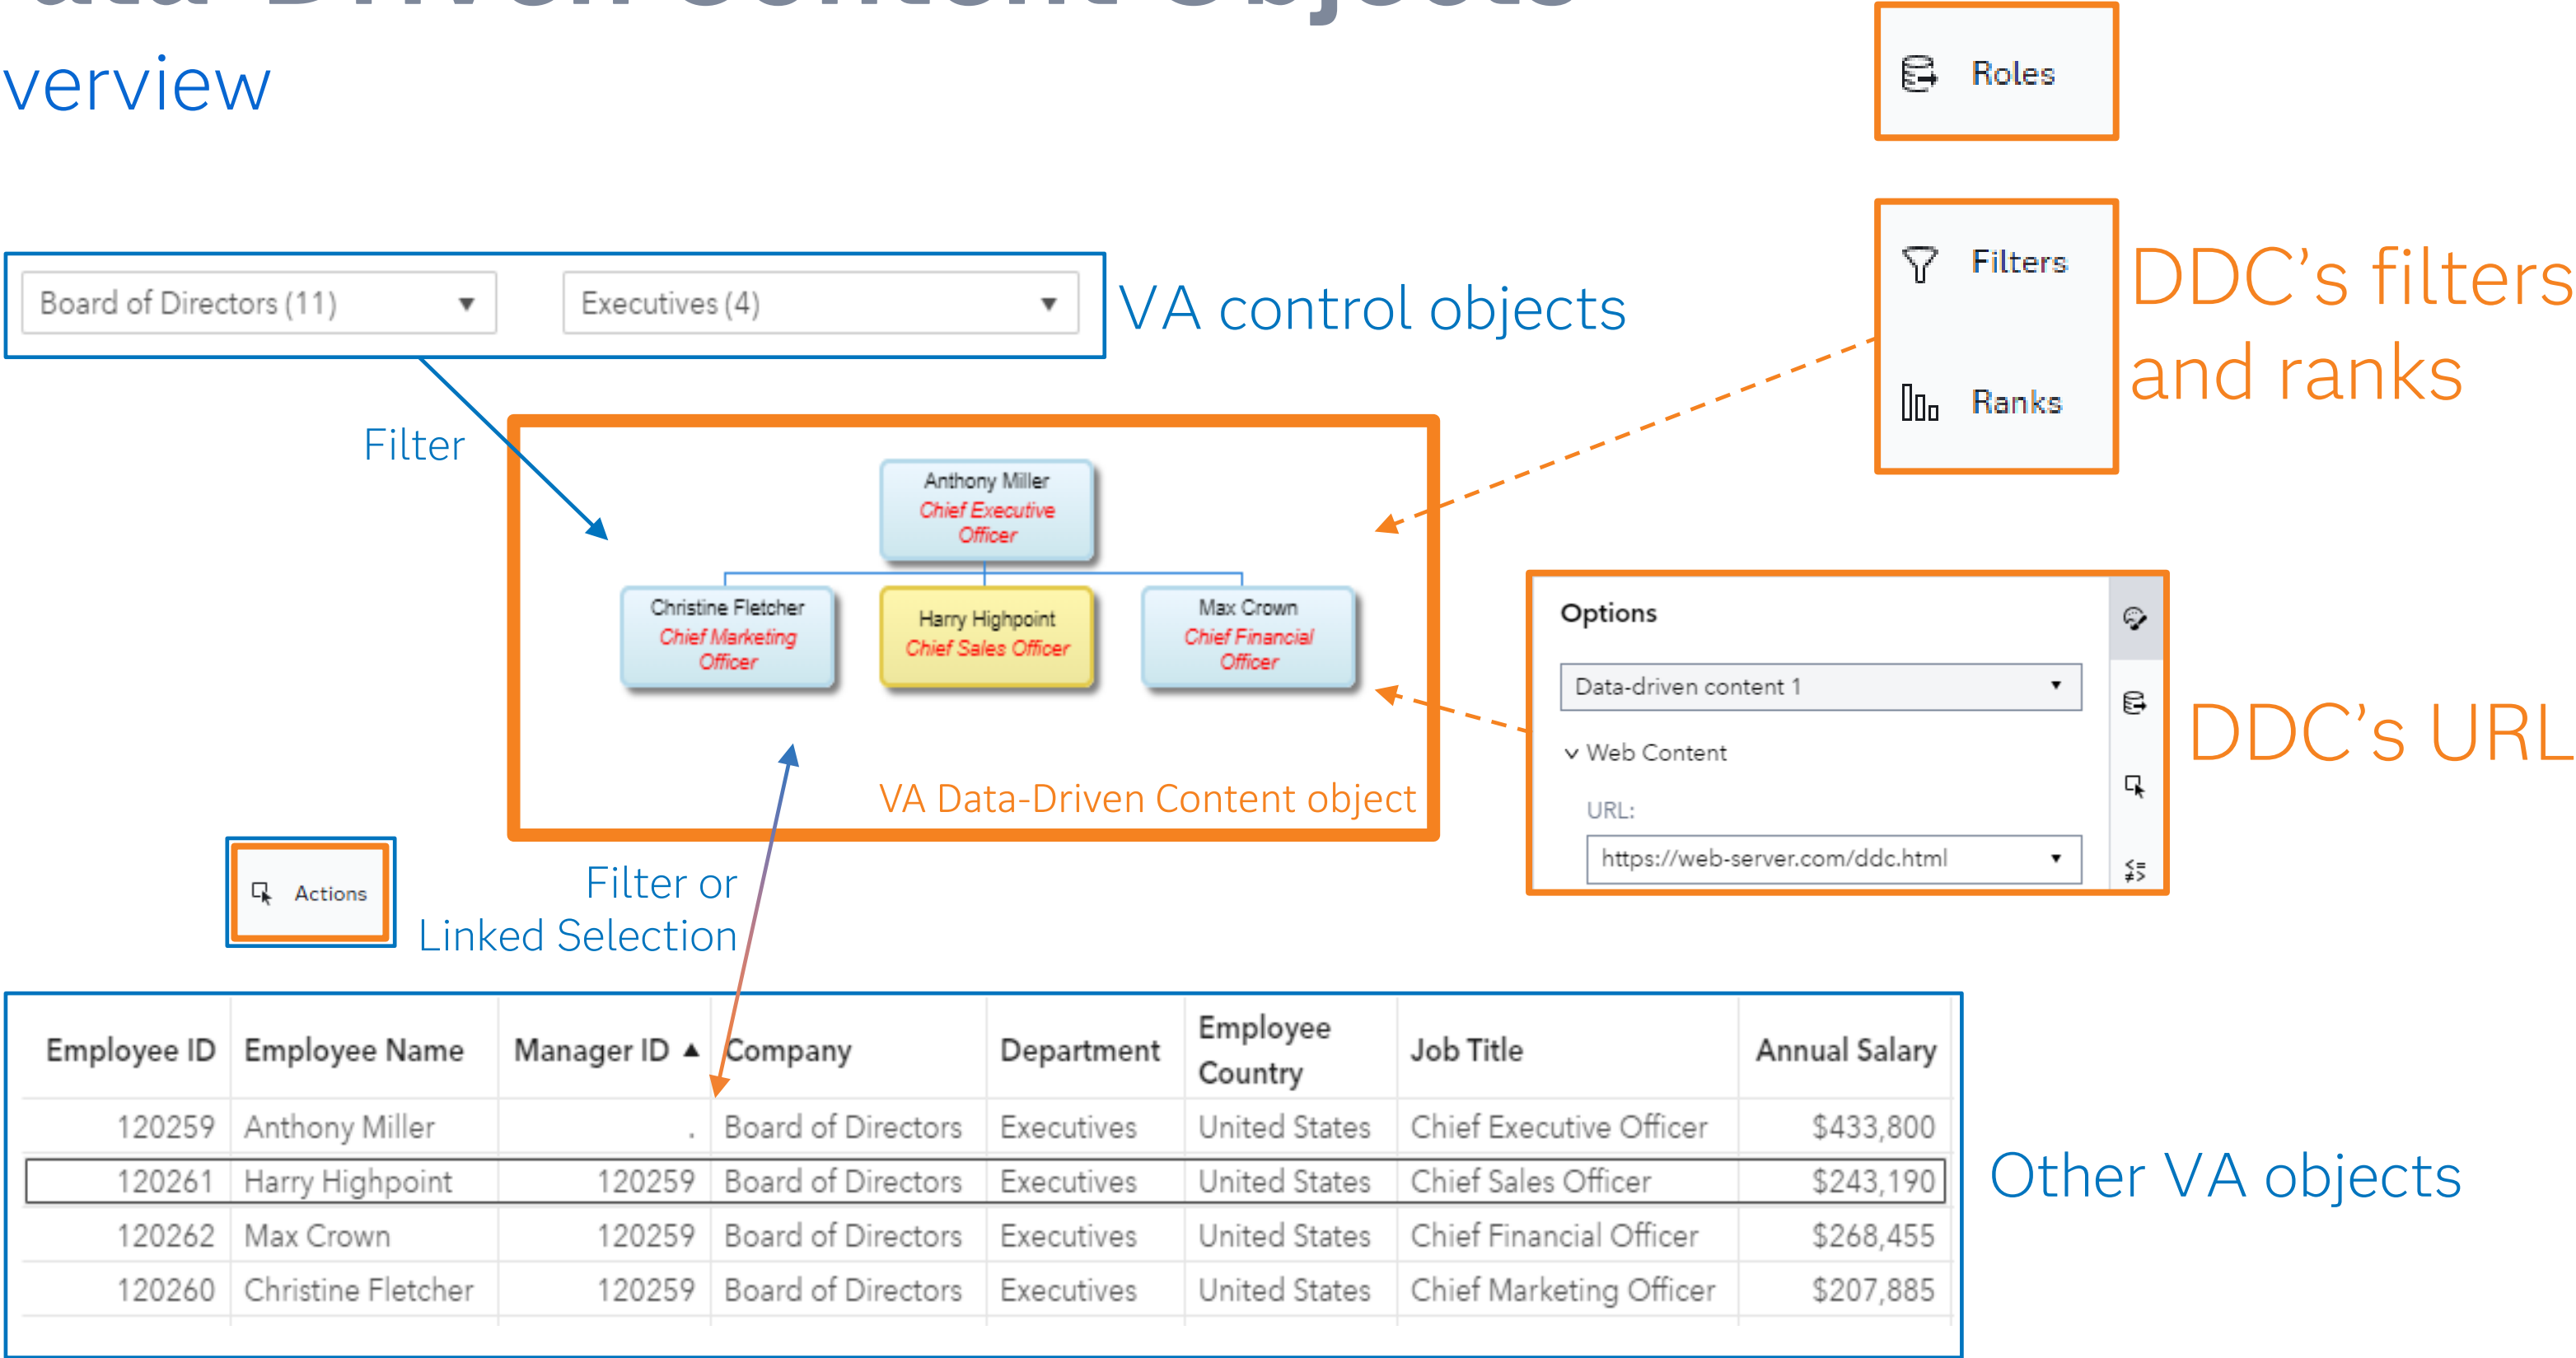 ata-Driven Content Objects
verview
Roles
Filters
Ranks
DDC's filters
and ranks
Board of Directors (11)
Executives (4)
VA control objects
Filter
Anthony Miller
Chief Executive
Officer
Christine Fletcher
Chief Marketing
Officer
Harry Highpoint
Chief Sales Officer
Max Crown
Chief Financial
Officer
VA Data-Driven Content object
Options
Data-driven content 1
Web Content
URL:
https://web-server.com/ddc.html
DDC's URL
Actions
Filter or
Linked Selection
Employee ID Employee Name Manager ID ▲ Company Department Employee Country Job Title Annual Salary
120259 Anthony Miller . Board of Directors Executives United States Chief Executive Officer $433,800
120261 Harry Highpoint 120259 Board of Directors Executives United States Chief Sales Officer $243,190
120262 Max Crown 120259 Board of Directors Executives United States Chief Financial Officer $268,455
120260 Christine Fletcher 120259 Board of Directors Executives United States Chief Marketing Officer $207,885
Other VA objects